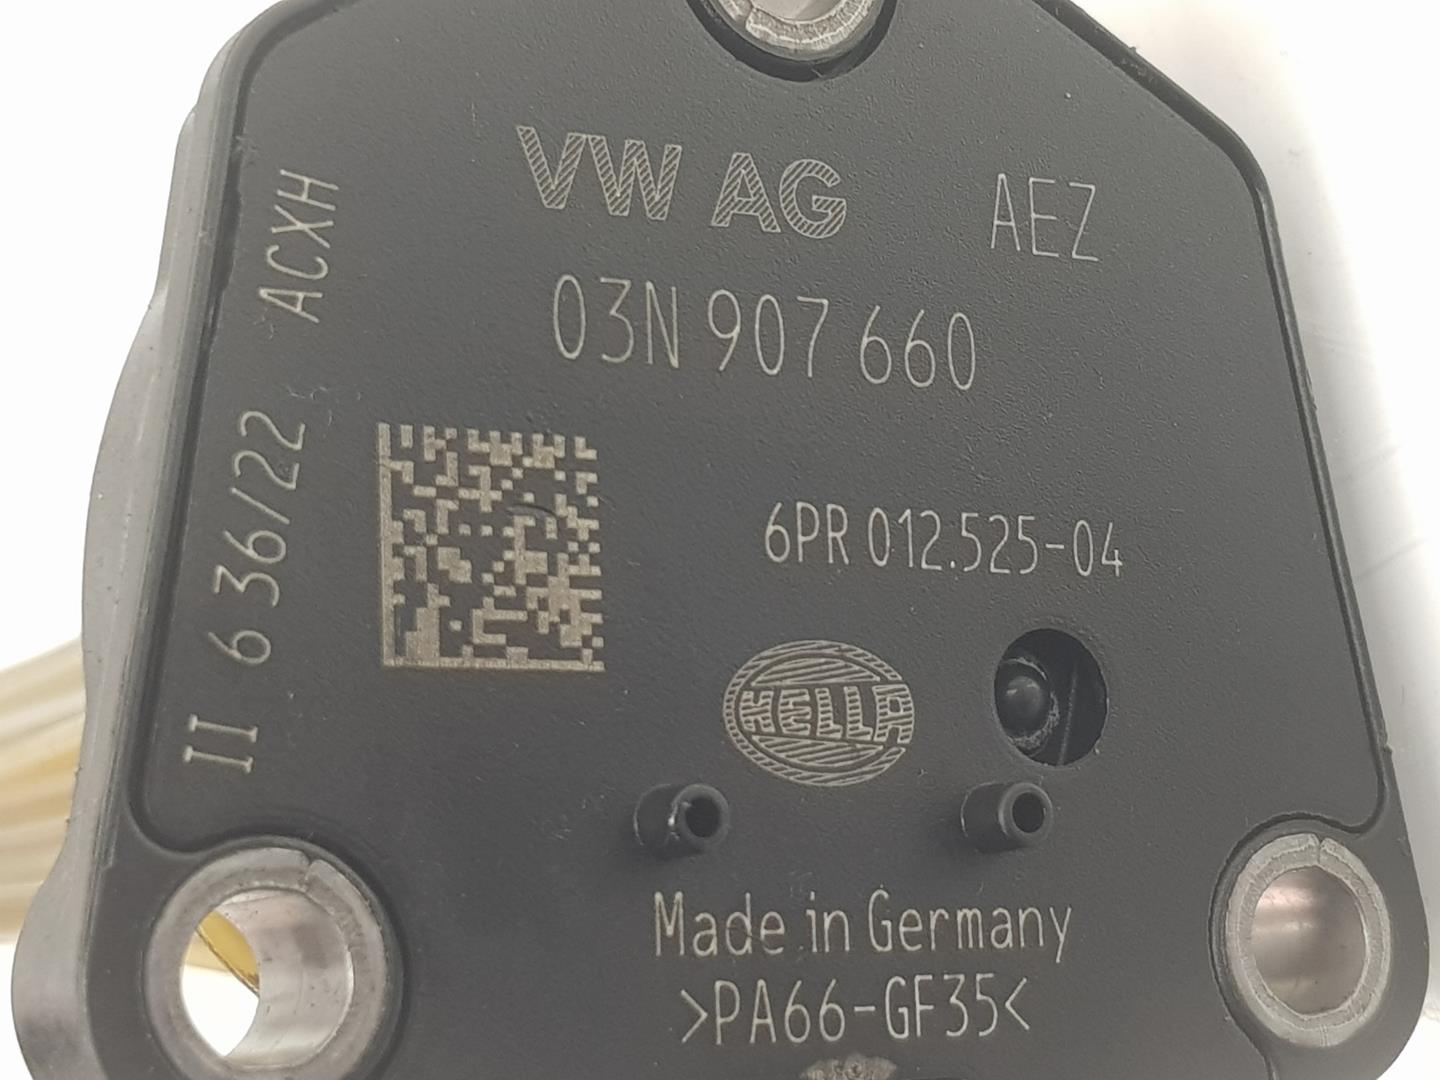 VW AG AEZ
03N 907 660
6PR 012.525-04
HELLA
Made in Germany
>PA66-GF35<
II 6 36/22 ACXH